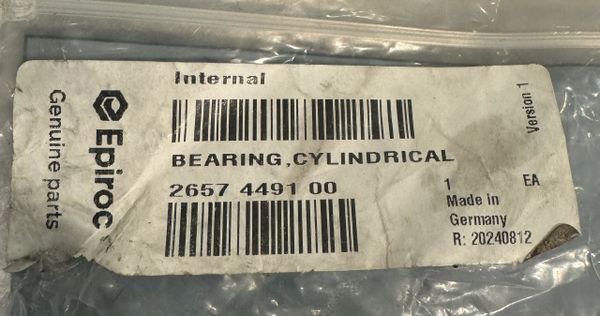 Internal
Epiroc
Genuine parts
BEARING,CYLINDRICAL
2657 4491 00
1 EA
Made in
Germany
R: 20240812
Version 1